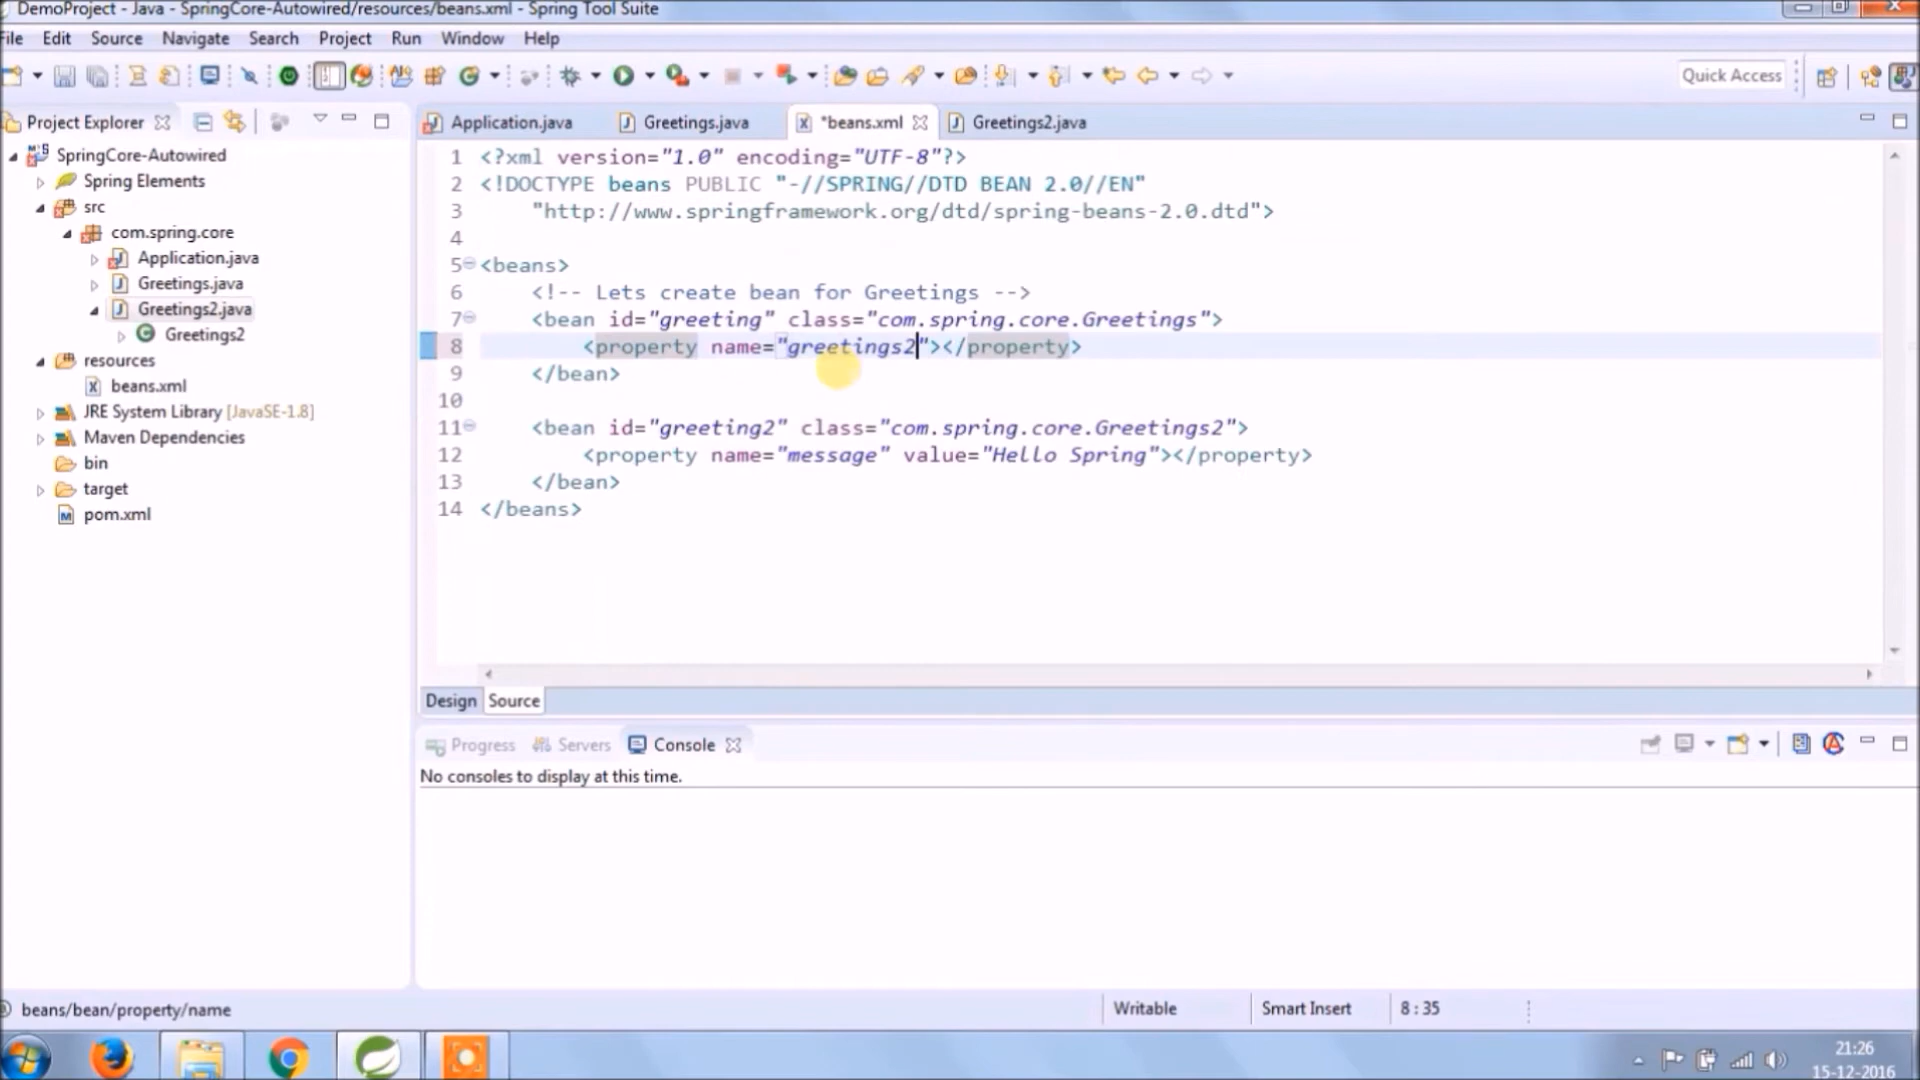 DemoProject - Java - SpringCore-Autowired/resources/beans.xml - Spring Tool Suite
File Edit Source Navigate Search Project Run Window Help
Quick Access
Project Explorer
SpringCore-Autowired
Spring Elements
src
com.spring.core
Application.java
Greetings.java
Greetings2.java
Greetings2
resources
beans.xml
JRE System Library [JavaSE-1.8]
Maven Dependencies
bin
target
pom.xml
Application.java Greetings.java *beans.xml Greetings2.java
1 <?xml version="1.0" encoding="UTF-8"?>
2 <!DOCTYPE beans PUBLIC "-//SPRING//DTD BEAN 2.0//EN"
3 "http://www.springframework.org/dtd/spring-beans-2.0.dtd">
4
5 <beans>
6 <!-- Lets create bean for Greetings -->
7 <bean id="greeting" class="com.spring.core.Greetings">
8 <property name="greetings2"></property>
9 </bean>
10
11 <bean id="greeting2" class="com.spring.core.Greetings2">
12 <property name="message" value="Hello Spring"></property>
13 </bean>
14 </beans>
Design Source
Progress Servers Console
No consoles to display at this time.
beans/bean/property/name Writable Smart Insert 8 : 35
21:26
15-12-2016